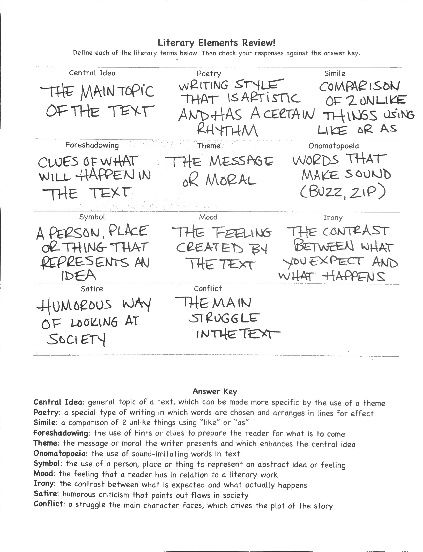 Literary Elements Review!
Define each of the literary terms below. Then check your responses against the answer key.
Central Idea
THE MAIN TOPIC
OF THE TEXT
Poetry
WRITING STYLE
THAT IS ARTISTIC
AND HAS A CERTAIN
RHYTHM
Simile
COMPARISON
OF 2 UNLIKE
THINGS USING
LIKE OR AS
Foreshadowing
CLUES OF WHAT
WILL HAPPEN IN
THE TEXT
Theme
THE MESSAGE
OR MORAL
Onomatopoeia
WORDS THAT
MAKE SOUND
(BUZZ, ZIP)
Symbol
A PERSON, PLACE
OR THING THAT
REPRESENTS AN
IDEA
Mood
THE FEELING
CREATED BY
THE TEXT
Irony
THE CONTRAST
BETWEEN WHAT
YOU EXPECT AND
WHAT HAPPENS
Satire
HUMOROUS WAY
OF LOOKING AT
SOCIETY
Conflict
THE MAIN
STRUGGLE
IN THE TEXT
Answer Key
Central Idea: general topic of a text, which can be made more specific by the use of a theme
Poetry: a special type of writing in which words are chosen and arranges in lines for effect
Simile: a comparison of 2 unlike things using "like" or "as"
Foreshadowing: the use of hints or clues to prepare the reader for what is to come
Theme: the message or moral the writer presents and which enhances the central idea
Onomatopoeia: the use of sound-imitating words in text
Symbol: the use of a person, place or thing to represent an abstract idea or feeling
Mood: the feeling that a reader has in relation to a literary work
Irony: the contrast between what is expected and what actually happens
Satire: humorous criticism that points out flaws in society
Conflict: a struggle the main character faces, which drives the plot of the story